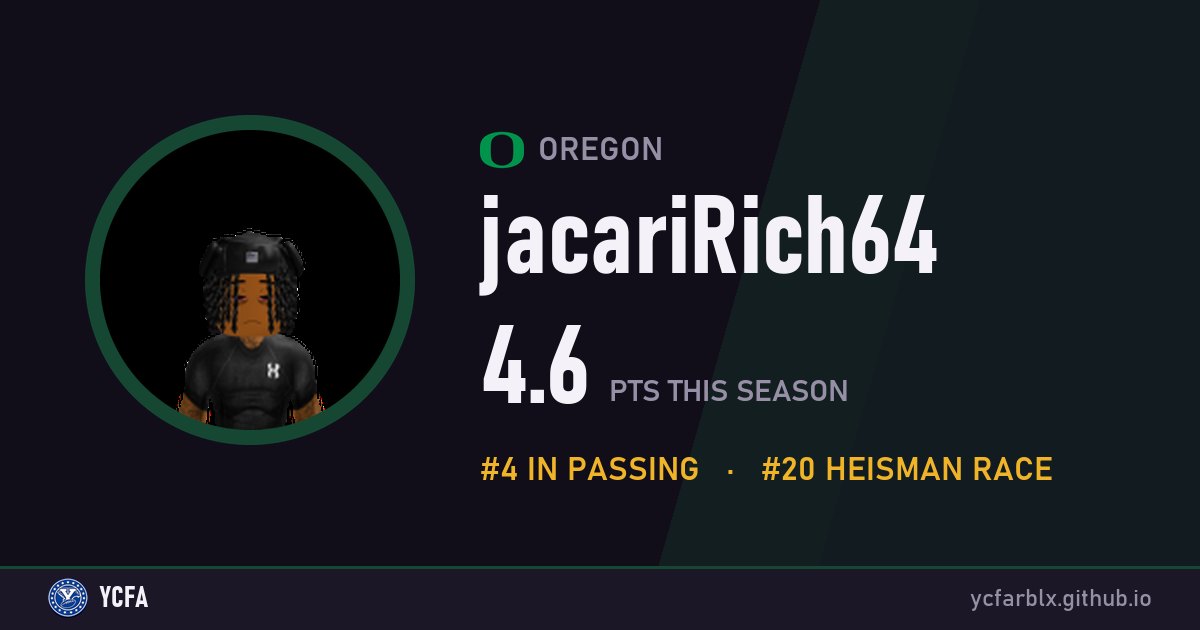 OREGON
jacariRich64
4.6 PTS THIS SEASON
#4 IN PASSING · #20 HEISMAN RACE
YCFA
ycfarblx.github.io